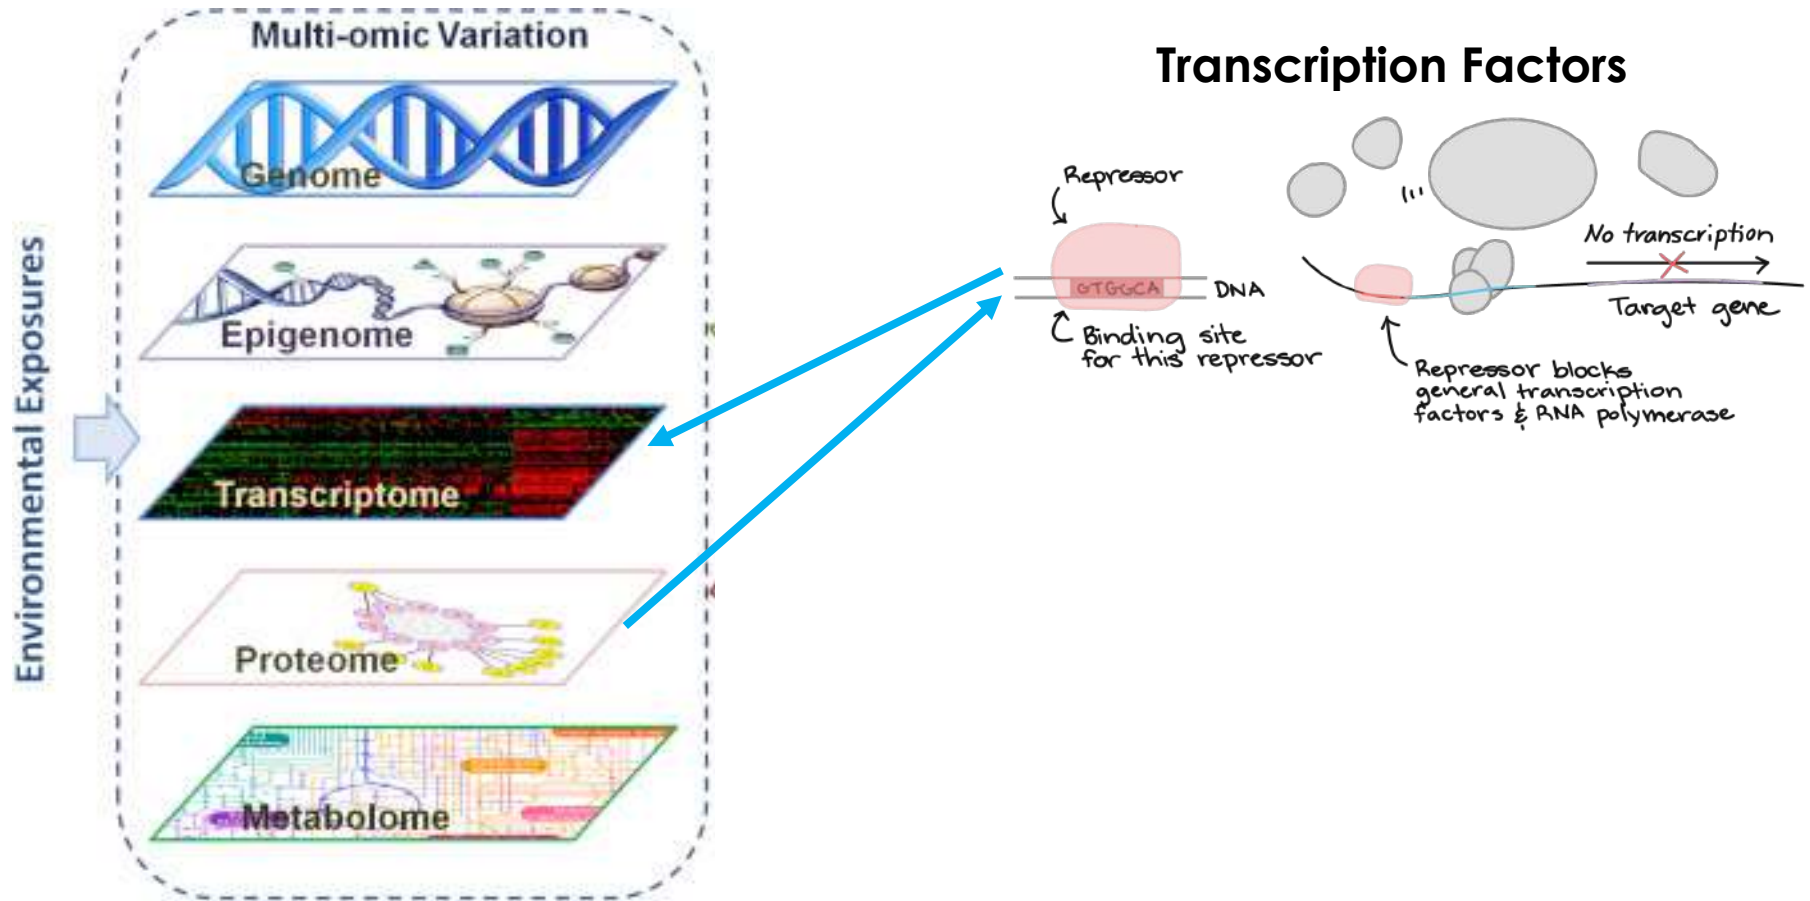 Multi-omic Variation
Genome
Epigenome
Transcriptome
Proteome
Metabolome
Environmental Exposures
Transcription Factors
Repressor
GTGGCA
DNA
Binding site
for this repressor
No transcription
Target gene
Repressor blocks
general transcription
factors & RNA polymerase